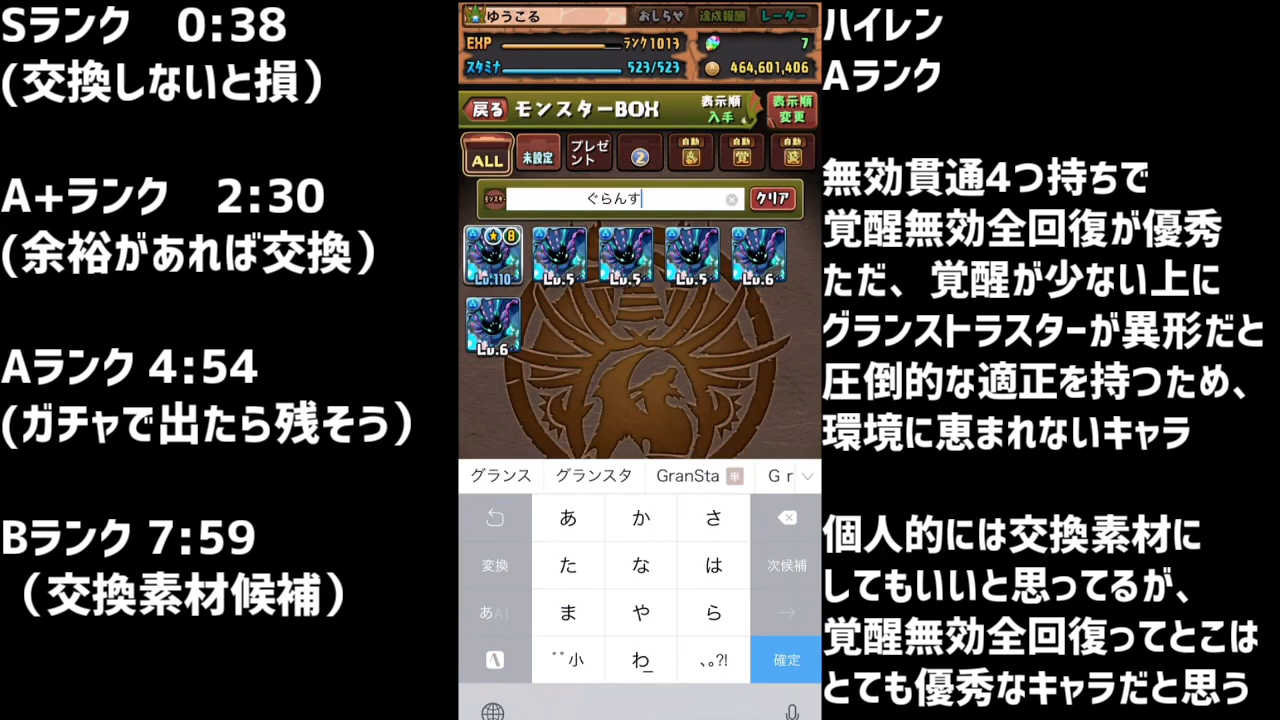 Sランク 0:38
(交換しないと損)
A+ランク 2:30
(余裕があれば交換)
Aランク 4:54
(ガチャで出たら残そう)
Bランク 7:59
(交換素材候補)
ゆうこる
おしらせ
達成報酬
レーダー
EXP
ランク1013
7
スタミナ
523/523
464,601,406
戻る
モンスターBOX
表示順
入手
表示順
変更
ALL
未設定
プレゼント
2
自動
自動
覚
自動
モンスター
ぐらんす
クリア
8
Lv.110
Lv.5
Lv.5
Lv.5
Lv.6
Lv.6
グランス
グランスタ
GranSta 半
Gr
あ
か
さ
変換
た
な
は
次候補
あA1
ま
や
ら
→
A
゛゜小
わ_
､｡?!
確定
ハイレン
Aランク
無効貫通4つ持ちで
覚醒無効全回復が優秀
ただ、覚醒が少ない上に
グランストラスターが異形だと
圧倒的な適正を持つため、
環境に恵まれないキャラ
個人的には交換素材に
してもいいと思ってるが、
覚醒無効全回復ってとこは
とても優秀なキャラだと思う